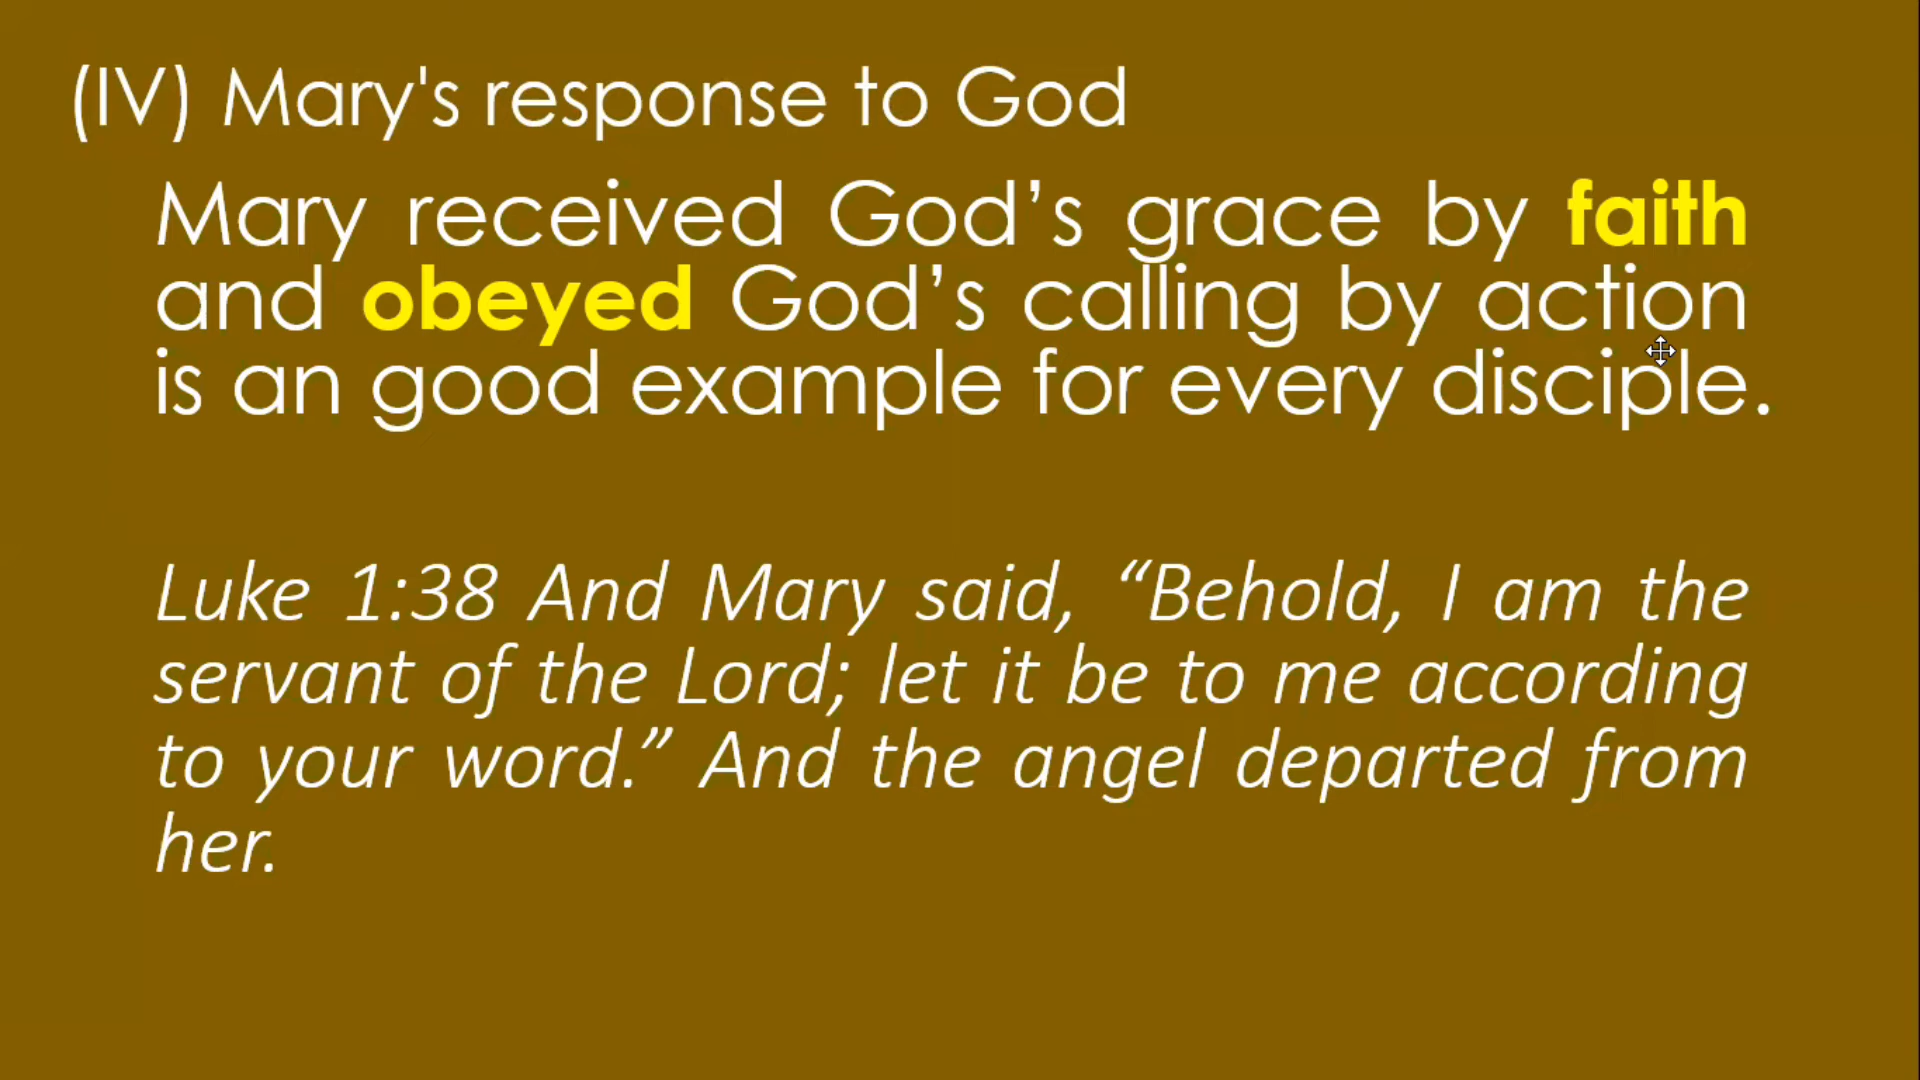 (IV) Mary's response to God
Mary received God’s grace by faith
and obeyed God’s calling by action
is an good example for every disciple.
Luke 1:38 And Mary said, “Behold, I am the
servant of the Lord; let it be to me according
to your word.” And the angel departed from
her.